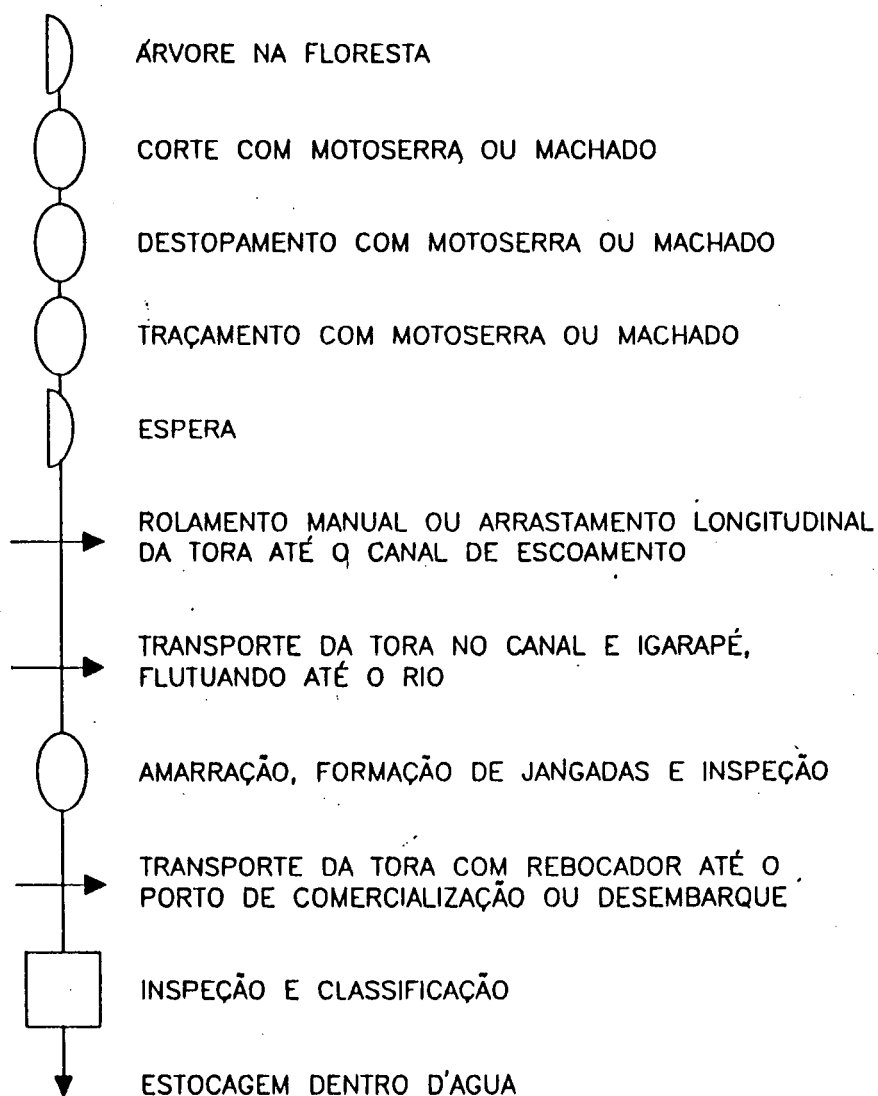 ÁRVORE NA FLORESTA
CORTE COM MOTOSERRA OU MACHADO
DESTOPAMENTO COM MOTOSERRA OU MACHADO
TRAÇAMENTO COM MOTOSERRA OU MACHADO
ESPERA
ROLAMENTO MANUAL OU ARRASTAMENTO LONGITUDINAL
DA TORA ATÉ O CANAL DE ESCOAMENTO
TRANSPORTE DA TORA NO CANAL E IGARAPÉ,
FLUTUANDO ATÉ O RIO
AMARRAÇÃO, FORMAÇÃO DE JANGADAS E INSPEÇÃO
TRANSPORTE DA TORA COM REBOCADOR ATÉ O
PORTO DE COMERCIALIZAÇÃO OU DESEMBARQUE
INSPEÇÃO E CLASSIFICAÇÃO
ESTOCAGEM DENTRO D'AGUA